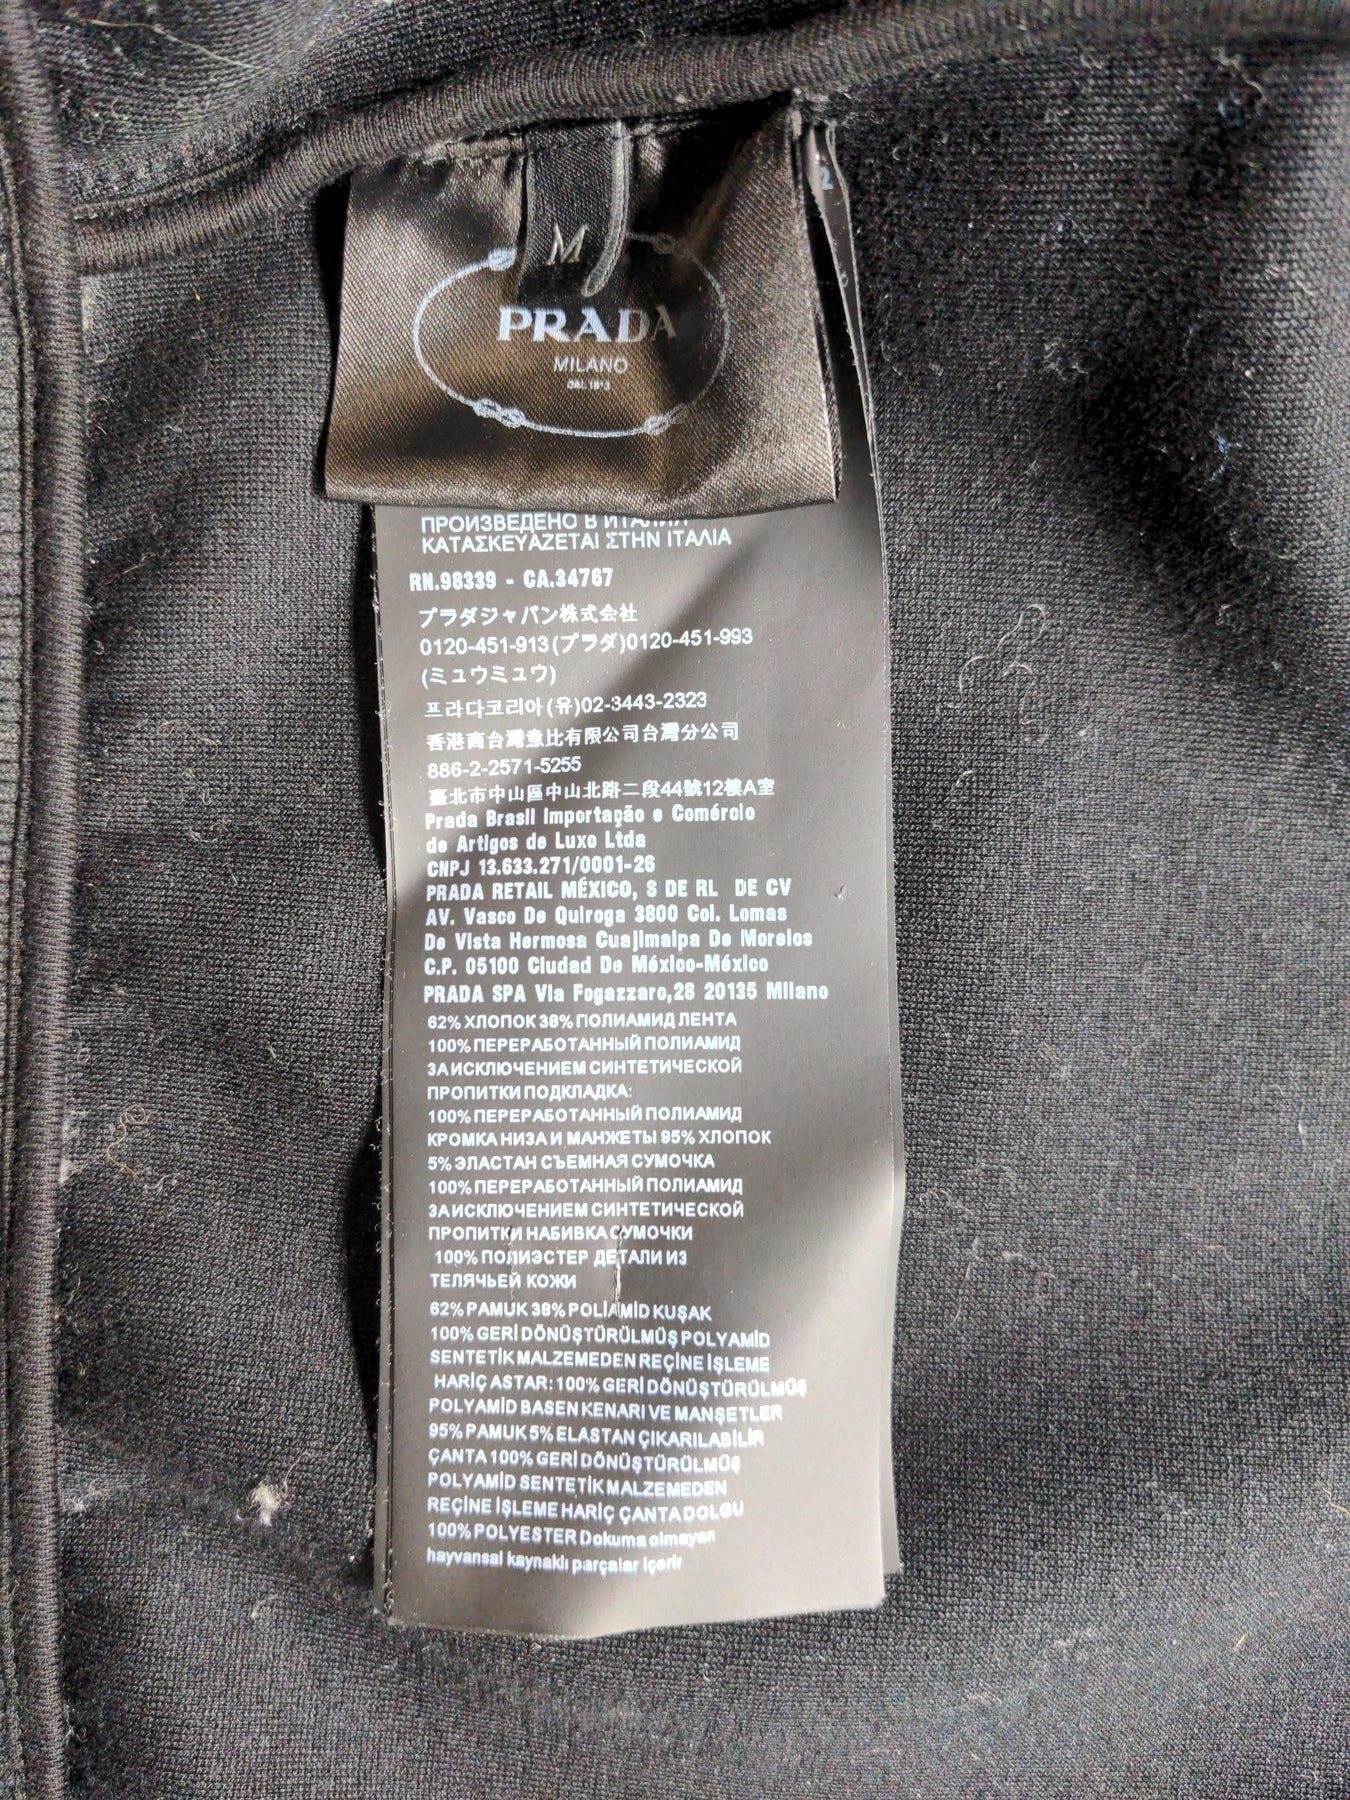 M
PRADA
MILANO
ПРОИЗВЕДЕНО В ИТАЛИИ
ΚΑΤΑΣΚΕΥΑΖΕΤΑΙ ΣΤΗΝ ΙΤΑΛΙΑ
RN.98339 - CA.34767
プラダジャパン株式会社
0120-451-913(プラダ)0120-451-993
(ミュウミュウ)
프라다코리아(유)02-3443-2323
香港商台灣意比有限公司台灣分公司
886-2-2571-5255
臺北市中山區中山北路二段44號12樓A室
Prada Brasil Importação e Comércio
de Artigos de Luxo Ltda
CNPJ 13.633.271/0001-26
PRADA RETAIL MÉXICO, S DE RL DE CV
AV. Vasco De Quiroga 3800 Col. Lomas
De Vista Hermosa Cuajimalpa De Morelos
C.P. 05100 Ciudad De México-México
PRADA SPA Via Fogazzaro,28 20135 Milano
62% ХЛОПОК 38% ПОЛИАМИД ЛЕНТА
100% ПЕРЕРАБОТАННЫЙ ПОЛИАМИД
ЗА ИСКЛЮЧЕНИЕМ СИНТЕТИЧЕСКОЙ
ПРОПИТКИ ПОДКЛАДКА:
100% ПЕРЕРАБОТАННЫЙ ПОЛИАМИД
КРОМКА НИЗА И МАНЖЕТЫ 95% ХЛОПОК
5% ЭЛАСТАН СЪЕМНАЯ СУМОЧКА
100% ПЕРЕРАБОТАННЫЙ ПОЛИАМИД
ЗА ИСКЛЮЧЕНИЕМ СИНТЕТИЧЕСКОЙ
ПРОПИТКИ НАБИВКА СУМОЧКИ
100% ПОЛИЭСТЕР ДЕТАЛИ ИЗ
ТЕЛЯЧЬЕЙ КОЖИ
62% PAMUK 38% POLİAMİD KUŞAK
100% GERİ DÖNÜŞTÜRÜLMÜŞ POLYAMİD
SENTETİK MALZEMEDEN REÇİNE İŞLEME
HARİÇ ASTAR: 100% GERİ DÖNÜŞTÜRÜLMÜŞ
POLYAMİD BASEN KENARI VE MANŞETLER
95% PAMUK 5% ELASTAN ÇIKARILABİLİR
ÇANTA 100% GERİ DÖNÜŞTÜRÜLMÜŞ
POLYAMİD SENTETİK MALZEMEDEN
REÇİNE İŞLEME HARİÇ ÇANTA DOLGU
100% POLYESTER Dokuma olmayan
hayvansal kaynaklı parçalar içerir